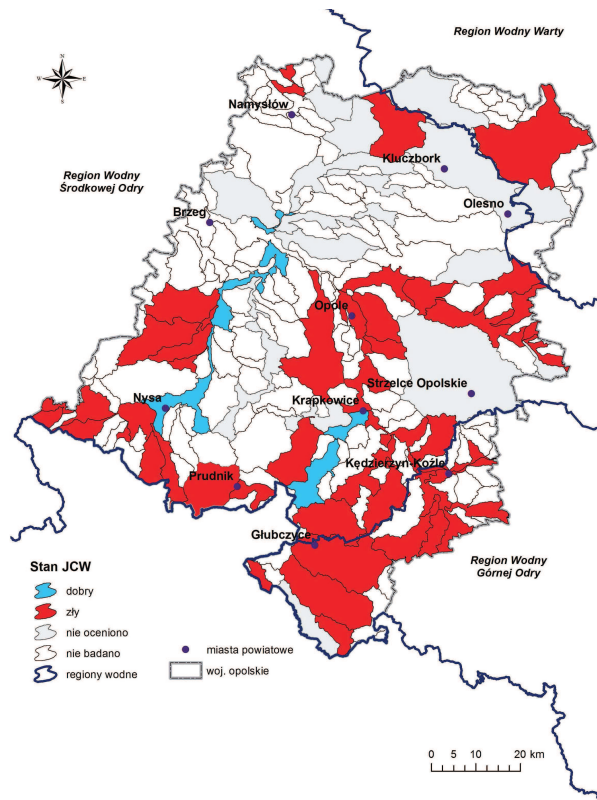 Region Wodny Warty
N
W
E
S
Namysłów
Kluczbork
Region Wodny
Środkowej Odry
Brzeg
Olesno
Opole
Strzelce Opolskie
Nysa
Krapkowice
Kędzierzyn-Koźle
Prudnik
Głubczyce
Region Wodny
Górnej Odry
Stan JCW
dobry
zły
nie oceniono
nie badano
regiony wodne
miasta powiatowe
woj. opolskie
0 5 10 20 km